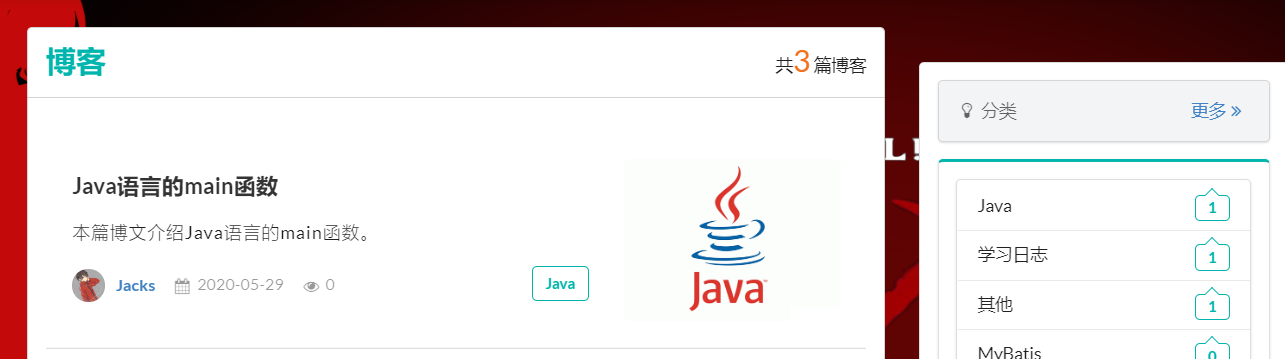 博客
共3篇博客
Java语言的main函数
本篇博文介绍Java语言的main函数。
Jacks 2020-05-29 0
Java
Java
分类
更多
Java 1
学习日志 1
其他 1
MyBatis 0
L!